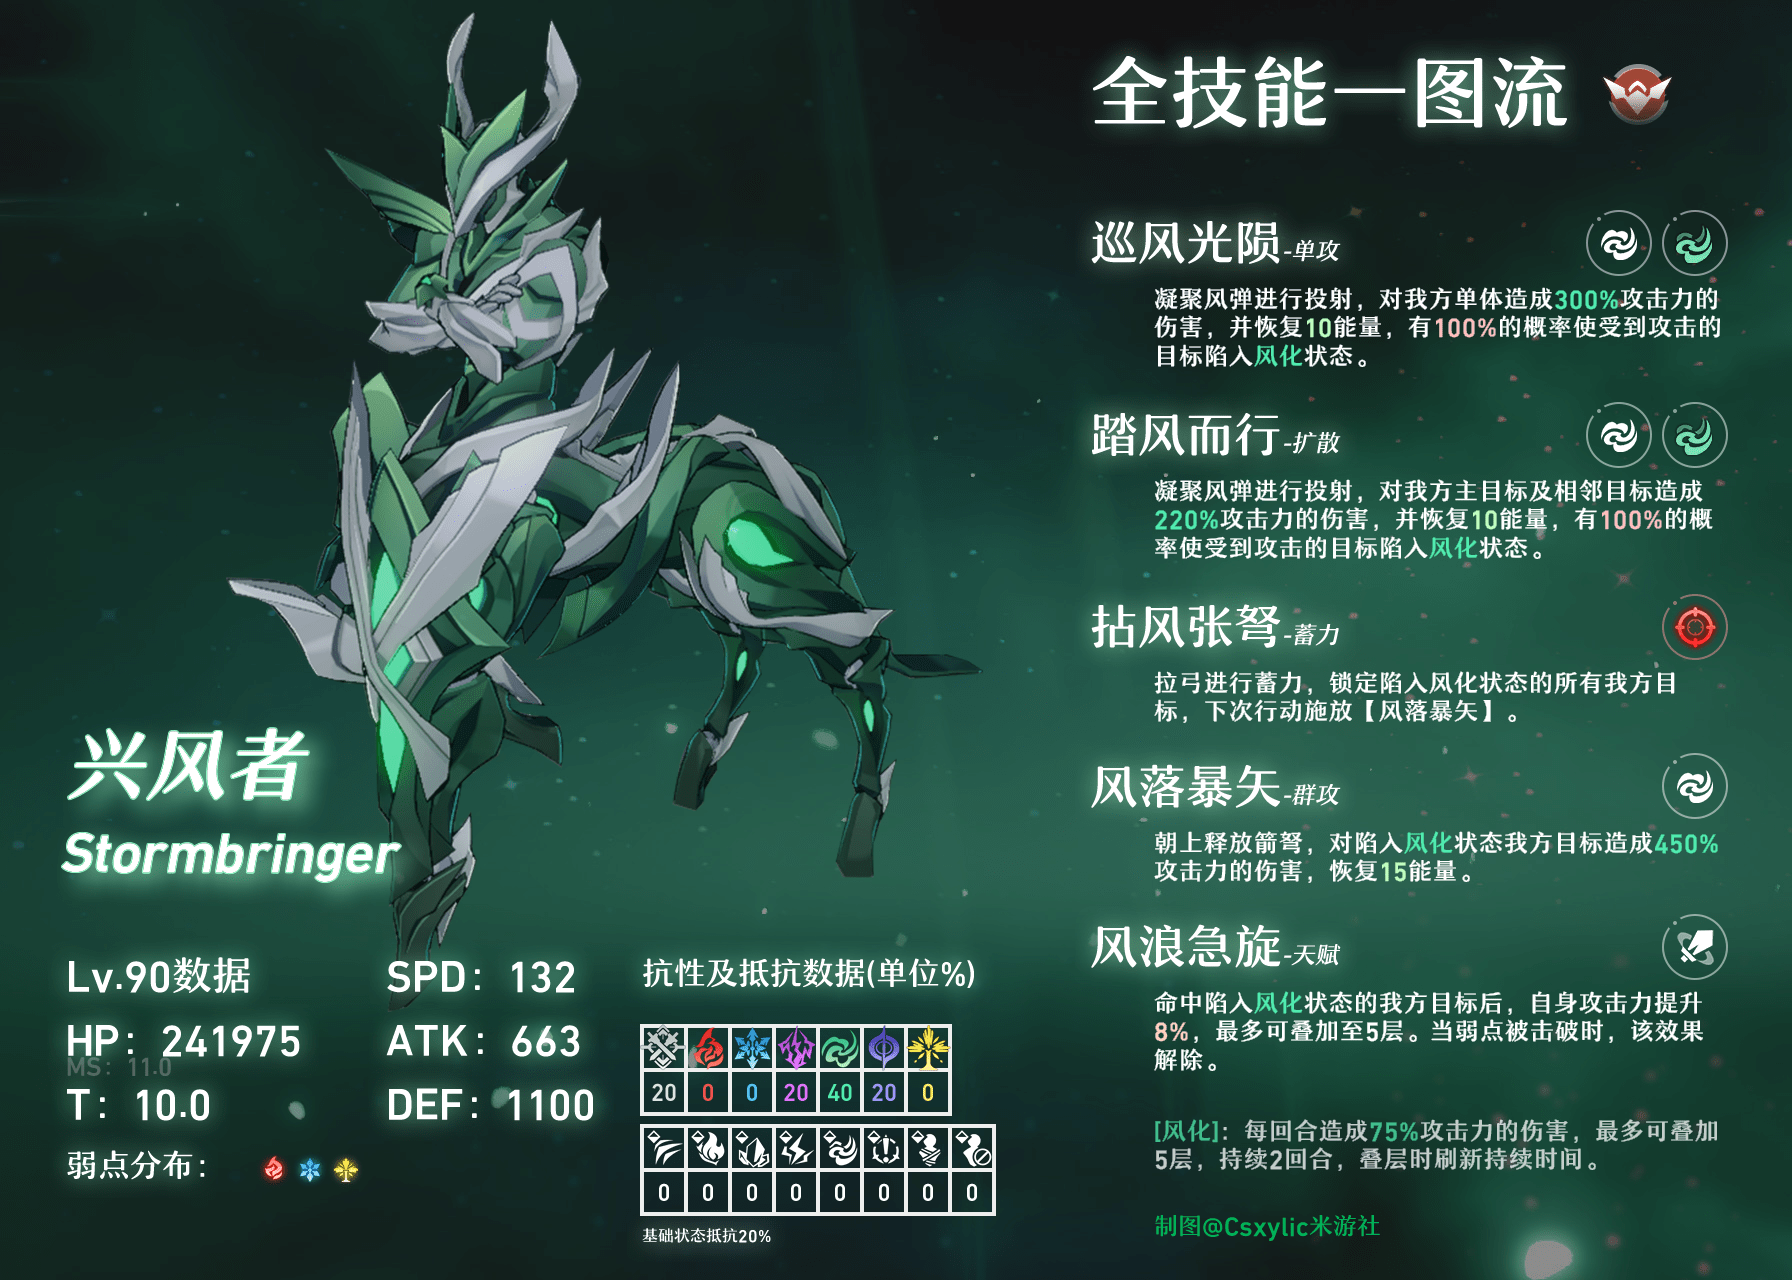 全技能一图流
巡风光陨-单攻
凝聚风弹进行投射，对我方单体造成300%攻击力的
伤害，并恢复10能量，有100%的概率使受到攻击的
目标陷入风化状态。
踏风而行-扩散
凝聚风弹进行投射，对我方主目标及相邻目标造成
220%攻击力的伤害，并恢复10能量，有100%的概
率使受到攻击的目标陷入风化状态。
拈风张弩-蓄力
拉弓进行蓄力，锁定陷入风化状态的所有我方目
标，下次行动施放【风落暴矢】。
风落暴矢-群攻
朝上释放箭弩，对陷入风化状态我方目标造成450%
攻击力的伤害，恢复15能量。
风浪急旋-天赋
命中陷入风化状态的我方目标后，自身攻击力提升
8%，最多可叠加至5层。当弱点被击破时，该效果
解除。
[风化]：每回合造成75%攻击力的伤害，最多可叠加
5层，持续2回合，叠层时刷新持续时间。
制图@Csxylic米游社
兴风者
Stormbringer
Lv.90数据
SPD：132
HP：241975
ATK：663
MS：11.0
T：10.0
DEF：1100
弱点分布：
抗性及抵抗数据(单位%)
20 0 0 20 40 20 0
0 0 0 0 0 0 0 0
基础状态抵抗20%